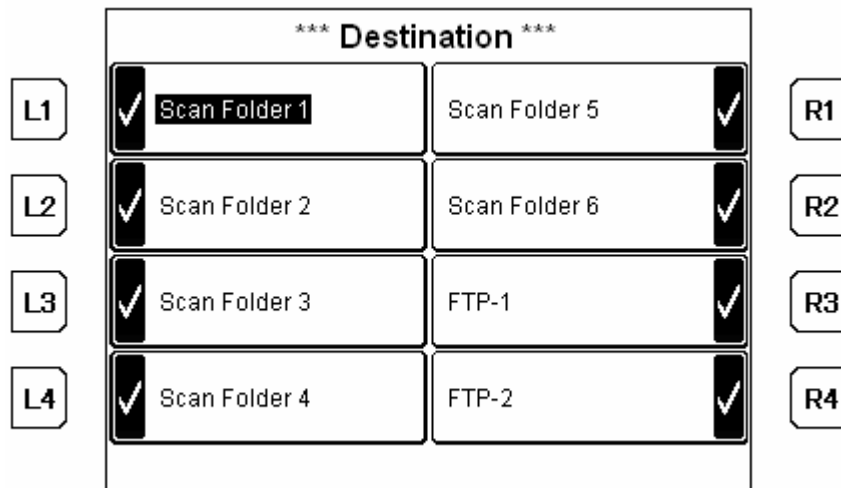 *** Destination ***
L1 Scan Folder 1 Scan Folder 5 R1
L2 Scan Folder 2 Scan Folder 6 R2
L3 Scan Folder 3 FTP-1 R3
L4 Scan Folder 4 FTP-2 R4